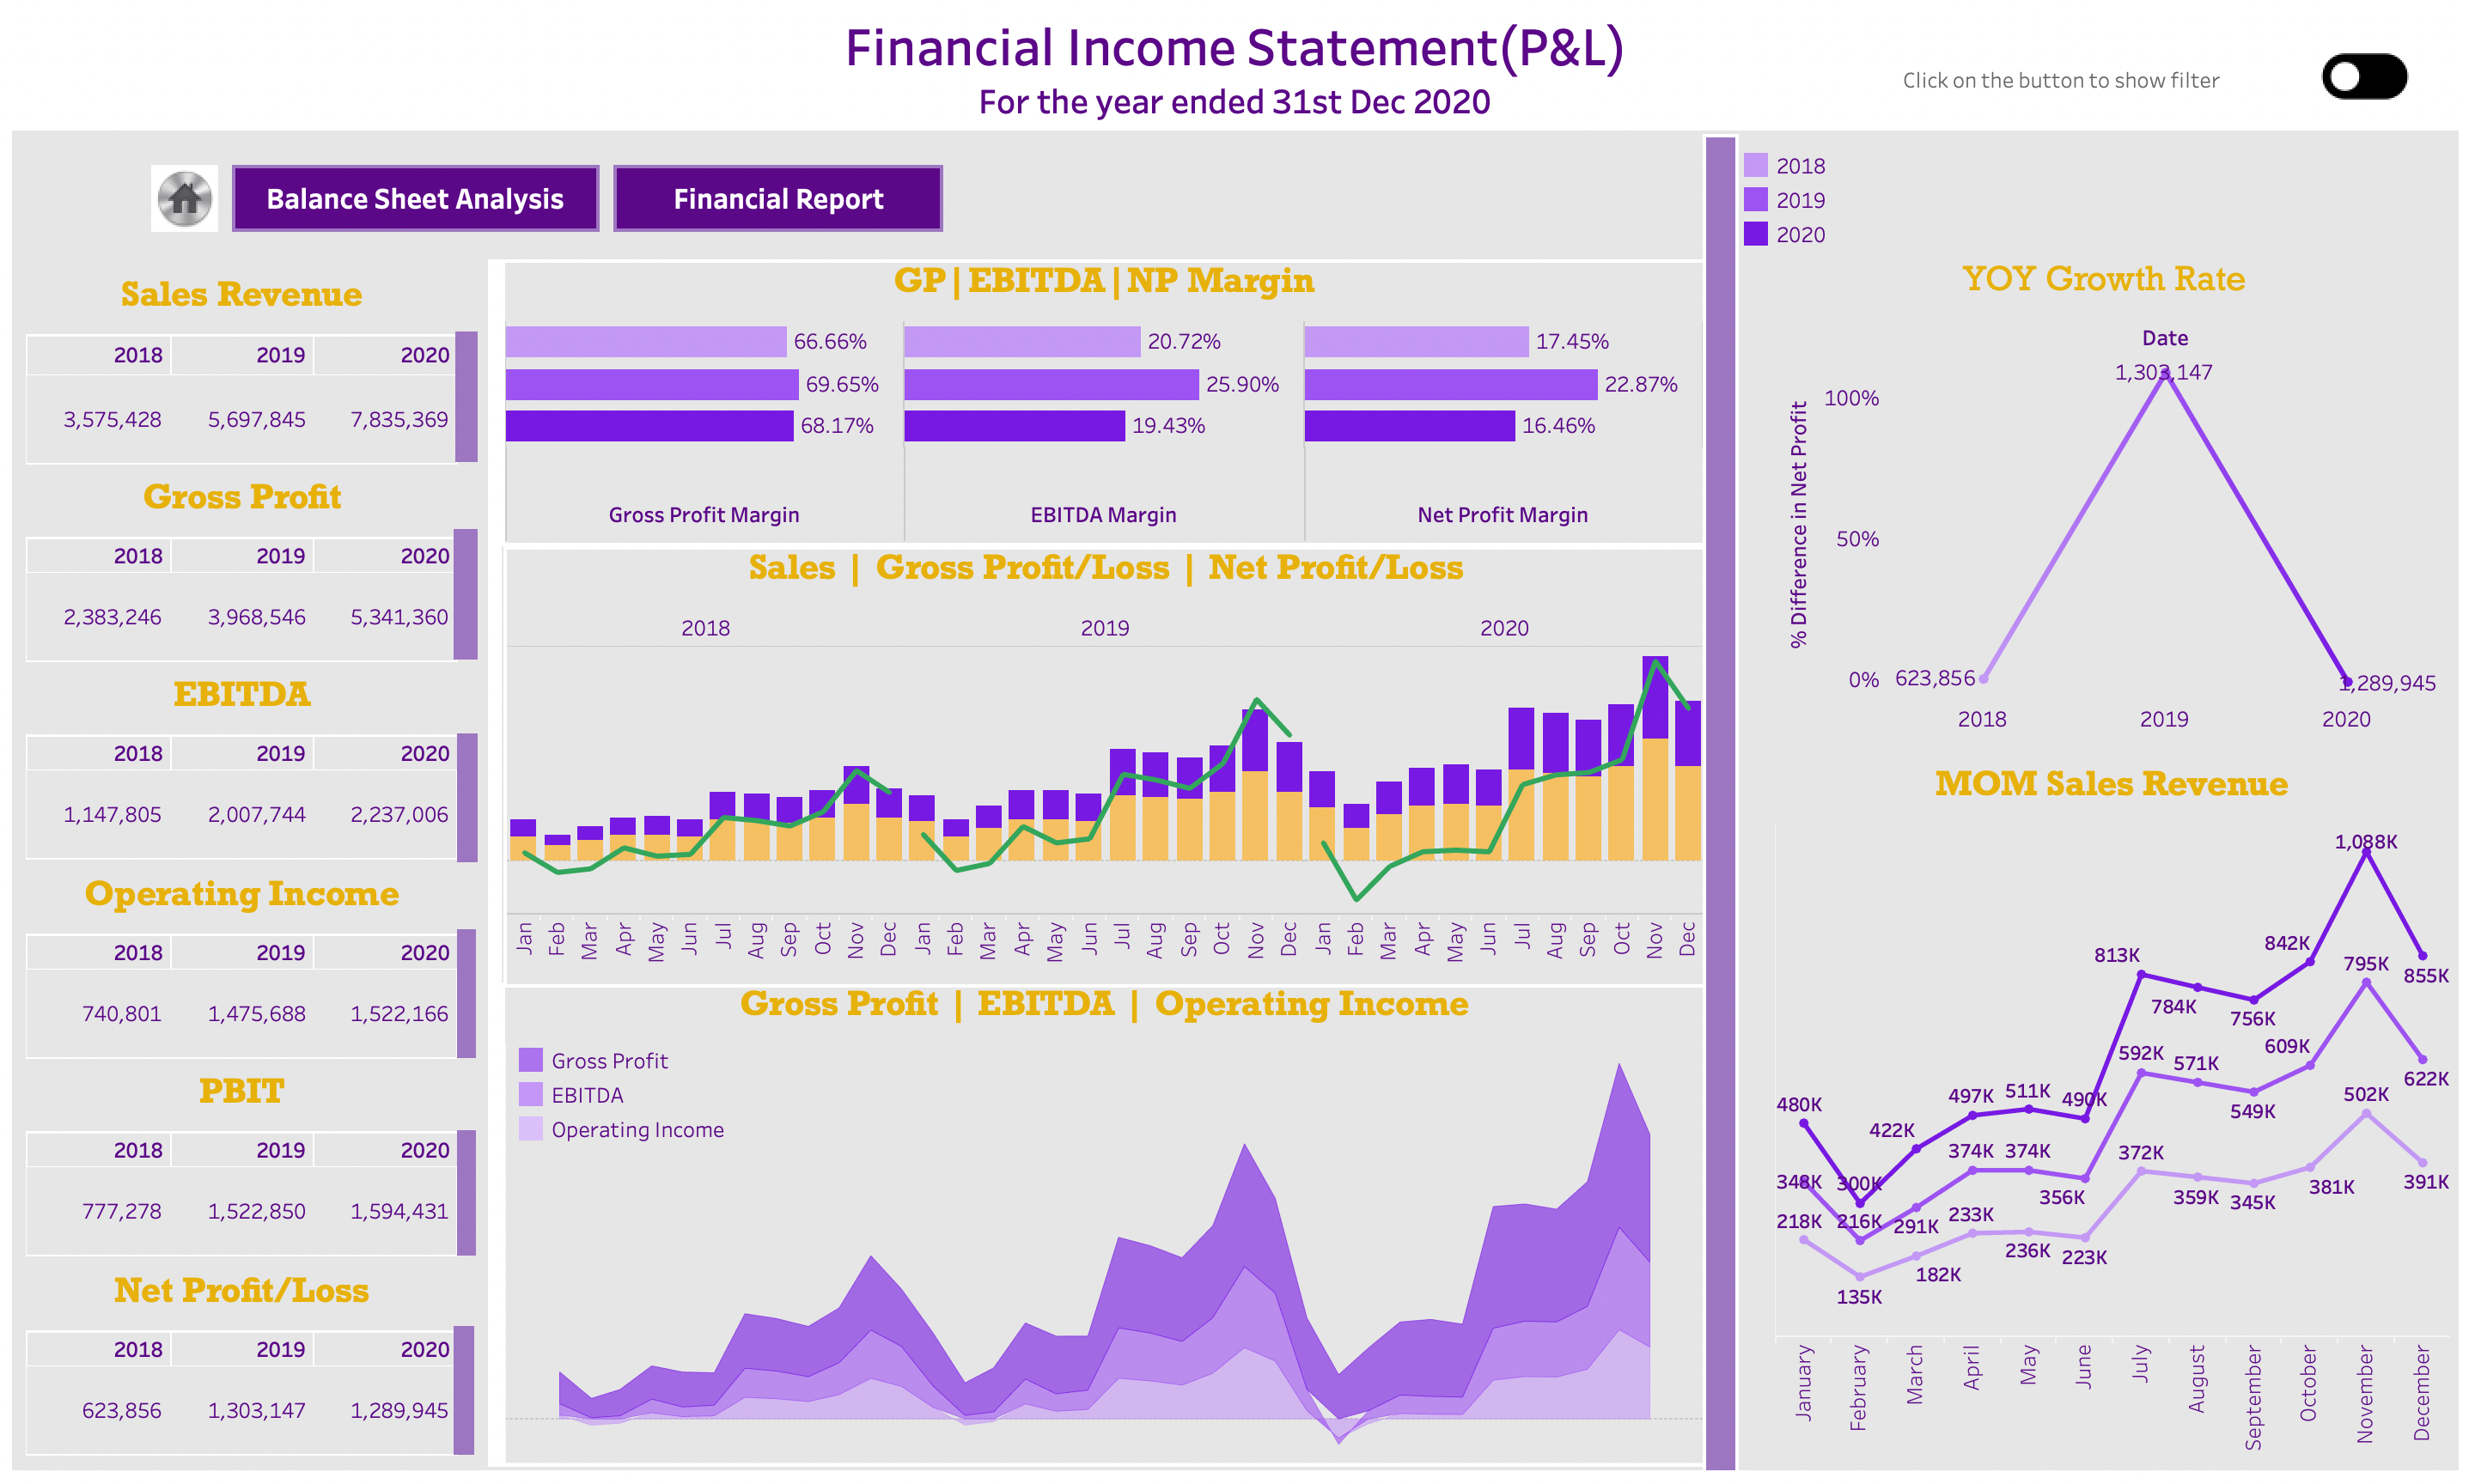 Financial Income Statement(P&L)
For the year ended 31st Dec 2020
Click on the button to show filter
Balance Sheet Analysis
Financial Report
Sales Revenue
2018 2019 2020
3,575,428 5,697,845 7,835,369
Gross Profit
2018 2019 2020
2,383,246 3,968,546 5,341,360
EBITDA
2018 2019 2020
1,147,805 2,007,744 2,237,006
Operating Income
2018 2019 2020
740,801 1,475,688 1,522,166
PBIT
2018 2019 2020
777,278 1,522,850 1,594,431
Net Profit/Loss
2018 2019 2020
623,856 1,303,147 1,289,945
GP|EBITDA|NP Margin
66.66% 20.72% 17.45%
69.65% 25.90% 22.87%
68.17% 19.43% 16.46%
Gross Profit Margin EBITDA Margin Net Profit Margin
Sales | Gross Profit/Loss | Net Profit/Loss
2018 2019 2020
Jan Feb Mar Apr May Jun Jul Aug Sep Oct Nov Dec Jan Feb Mar Apr May Jun Jul Aug Sep Oct Nov Dec Jan Feb Mar Apr May Jun Jul Aug Sep Oct Nov Dec
Gross Profit | EBITDA | Operating Income
Gross Profit
EBITDA
Operating Income
2018
2019
2020
YOY Growth Rate
Date
% Difference in Net Profit
100%
50%
0%
1,303,147
623,856
1,289,945
2018 2019 2020
MOM Sales Revenue
480K 300K 422K 497K 511K 490K 813K 784K 756K 842K 1,088K 855K
348K 216K 291K 374K 374K 356K 592K 571K 549K 609K 795K 622K
218K 135K 182K 233K 236K 223K 372K 359K 345K 381K 502K 391K
January February March April May June July August September October November December